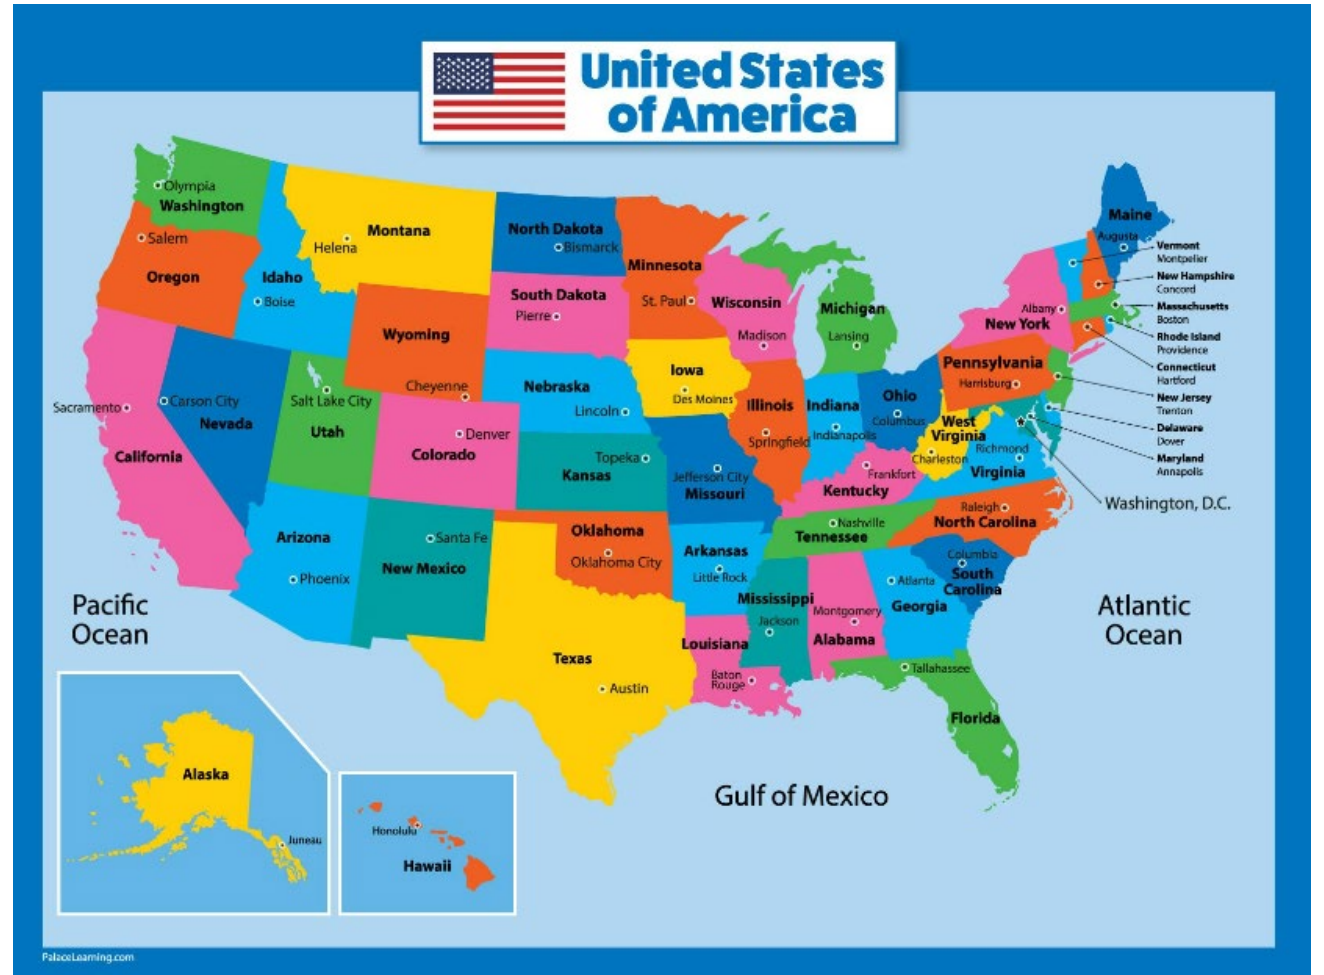 United States
of America
Olympia
Washington
Salem
Oregon
Idaho
Boise
Montana
Helena
North Dakota
Bismarck
Minnesota
St. Paul
South Dakota
Pierre
Wyoming
Cheyenne
Wisconsin
Madison
Michigan
Lansing
Maine
Augusta
Vermont
Montpelier
New Hampshire
Concord
Massachusetts
Boston
Rhode Island
Providence
Connecticut
Hartford
New Jersey
Trenton
Delaware
Dover
Maryland
Annapolis
Washington, D.C.
Albany
New York
Pennsylvania
Harrisburg
Iowa
Des Moines
Nebraska
Lincoln
Illinois
Springfield
Indiana
Indianapolis
Ohio
Columbus
West
Virginia
Charleston
Richmond
Virginia
Sacramento
California
Carson City
Nevada
Salt Lake City
Utah
Denver
Colorado
Topeka
Kansas
Jefferson City
Missouri
Frankfort
Kentucky
Raleigh
North Carolina
Nashville
Tennessee
Arizona
Phoenix
Santa Fe
New Mexico
Oklahoma
Oklahoma City
Arkansas
Little Rock
Mississippi
Jackson
Montgomery
Alabama
Atlanta
Georgia
Columbia
South
Carolina
Pacific
Ocean
Atlantic
Ocean
Texas
Austin
Louisiana
Baton
Rouge
Tallahassee
Florida
Gulf of Mexico
Alaska
Juneau
Honolulu
Hawaii
PalaceLearning.com